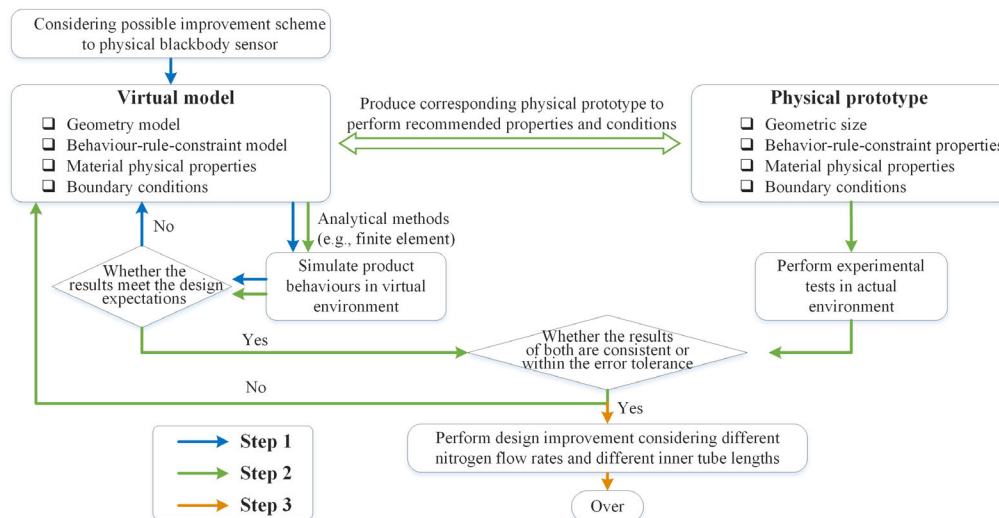 Considering possible improvement scheme
to physical blackbody sensor
Virtual model
❑ Geometry model
❑ Behaviour-rule-constraint model
❑ Material physical properties
❑ Boundary conditions
Produce corresponding physical prototype to
perform recommended properties and conditions
Physical prototype
❑ Geometric size
❑ Behavior-rule-constraint properties
❑ Material physical properties
❑ Boundary conditions
No
Analytical methods
(e.g., finite element)
Whether the
results meet the design
expectations
Simulate product
behaviours in virtual
environment
Perform experimental
tests in actual
environment
Yes
Whether the results
of both are consistent or
within the error tolerance
No
Yes
Perform design improvement considering different
nitrogen flow rates and different inner tube lengths
Over
Step 1
Step 2
Step 3